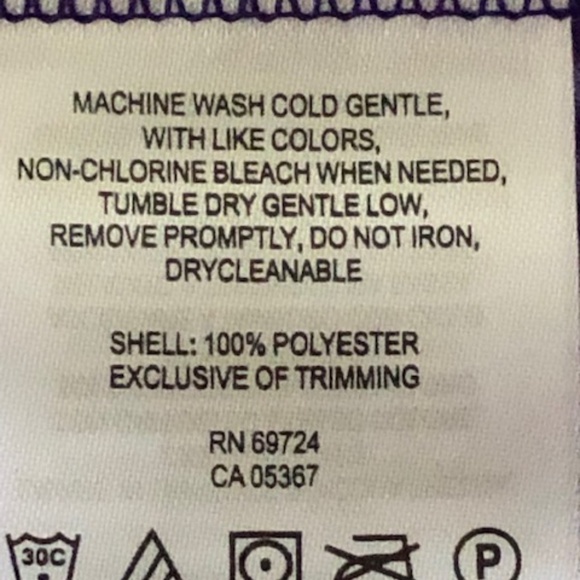 MACHINE WASH COLD GENTLE,
WITH LIKE COLORS,
NON-CHLORINE BLEACH WHEN NEEDED,
TUMBLE DRY GENTLE LOW,
REMOVE PROMPTLY, DO NOT IRON,
DRYCLEANABLE
SHELL: 100% POLYESTER
EXCLUSIVE OF TRIMMING
RN 69724
CA 05367
30C P